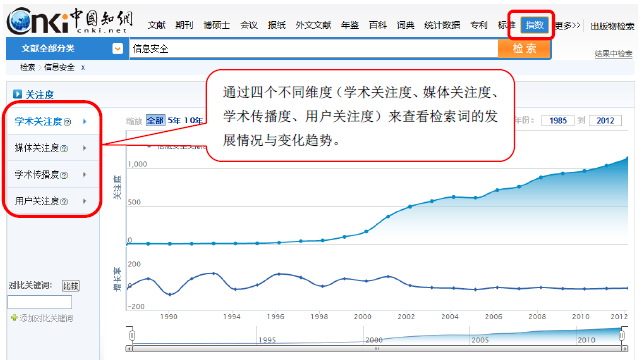 Cnki 中国知网
cnki.net
文献 期刊 博硕士 会议 报纸 外文文献 年鉴 百科 词典 统计数据 专利 标准 指数 更多>> 出版物检索
文献全部分类 信息安全 检索 结果中检索
检索 > 信息安全 x
关注度
学术关注度
媒体关注度
学术传播度
用户关注度
通过四个不同维度（学术关注度、媒体关注度、
学术传播度、用户关注度）来查看检索词的发
展情况与变化趋势。
缩放 全部 5年 10年 年份： 1985 到 2012
关注度
1,000
500
0
增长率
200
0
-200
1990 1994 1996 1998 2000 2002 2004 2006 2008 2010 2012
1995 2000 2005 2010
对比关键词： 比较
添加对比关键词